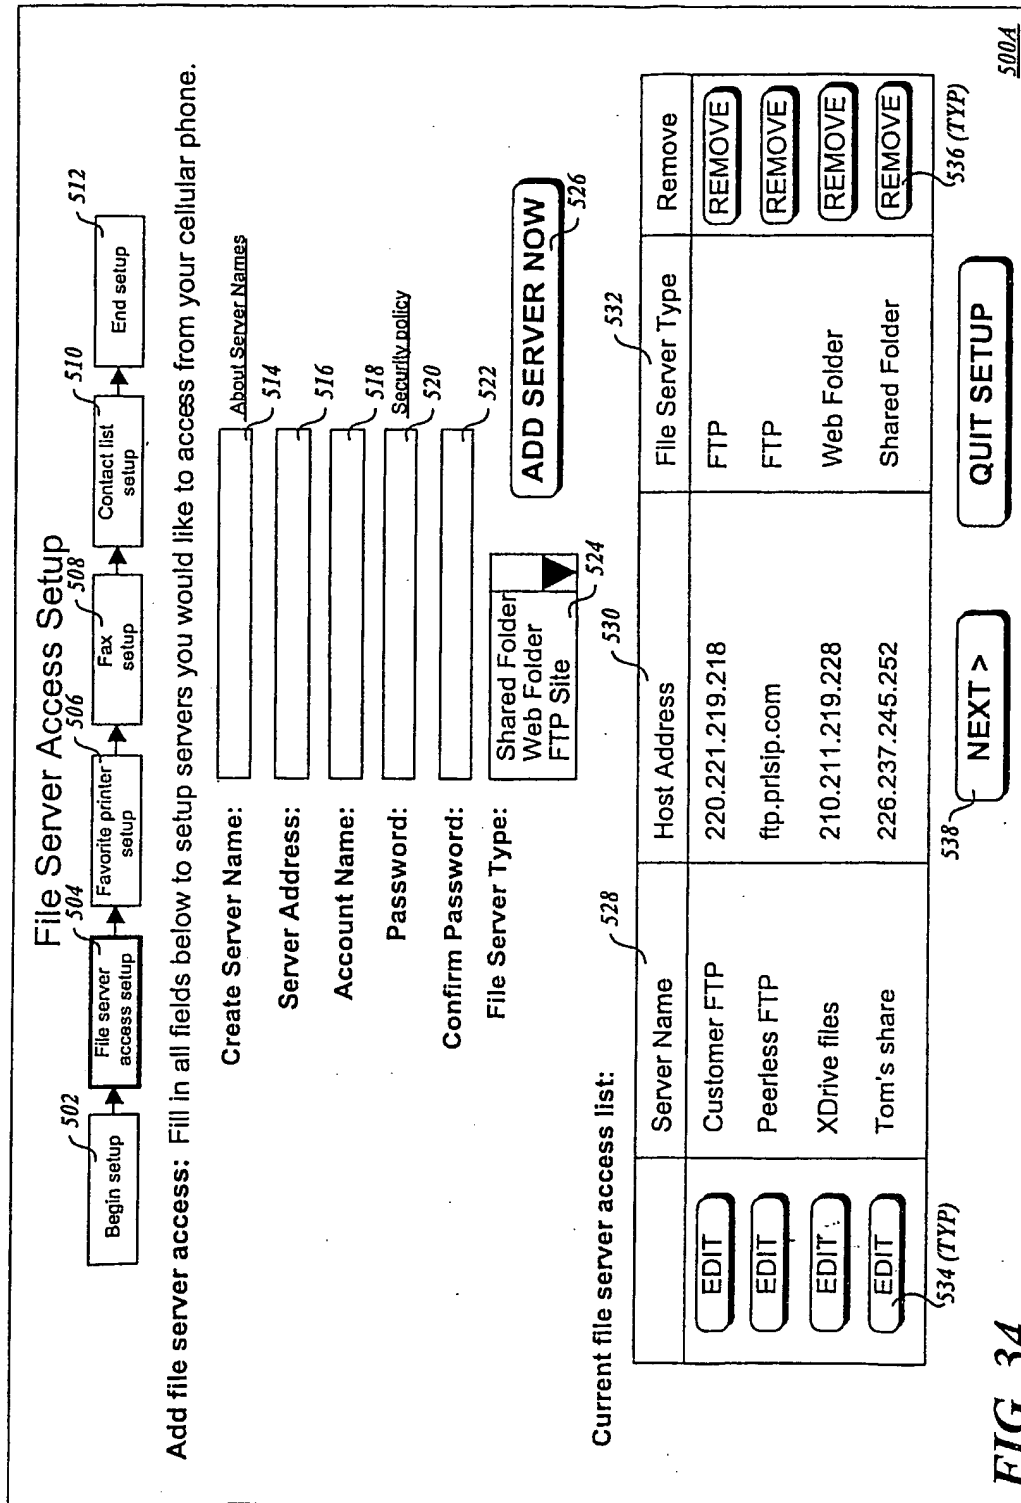 File Server Access Setup
502
504
506
508
510
512
Begin setup
File server access setup
Favorite printer setup
Fax setup
Contact list setup
End setup
Add file server access: Fill in all fields below to setup servers you would like to access from your cellular phone.
Create Server Name:
About Server Names
514
Server Address:
516
Account Name:
518
Password:
Security policy
520
Confirm Password:
522
File Server Type:
Shared Folder
Web Folder
FTP Site
524
ADD SERVER NOW
526
Current file server access list:
528
530
532
Server Name Host Address File Server Type Remove
EDIT Customer FTP 220.221.219.218 FTP REMOVE
EDIT Peerless FTP ftp.prlsip.com FTP REMOVE
EDIT XDrive files 210.211.219.228 Web Folder REMOVE
EDIT Tom's share 226.237.245.252 Shared Folder REMOVE
534 (TYP)
536 (TYP)
538
NEXT >
QUIT SETUP
FIG. 34
500A